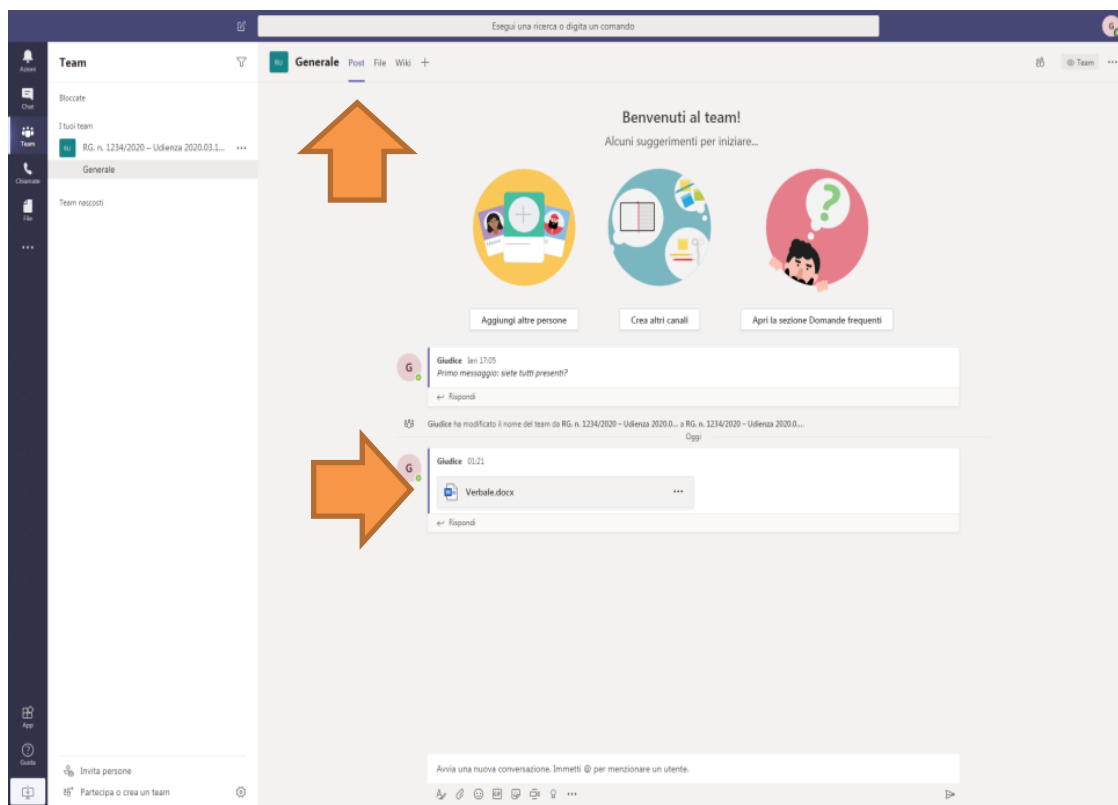 Esegui una ricerca o digita un comando
G
Azioni
Chat
Team
Chiamate
File
App
Guida
Team
Bloccate
I tuoi team
RU RG. n. 1234/2020 – Udienza 2020.03.1... ...
Generale
Team nascosti
Invita persone
Partecipa o crea un team
RU Generale Post File Wiki +
Team ...
Benvenuti al team!
Alcuni suggerimenti per iniziare...
Aggiungi altre persone
Crea altri canali
Apri la sezione Domande frequenti
G
Giudice Ieri 17:05
Primo messaggio: siete tutti presenti?
Rispondi
Giudice ha modificato il nome del team da RG. n. 1234/2020 – Udienza 2020.0... a RG. n. 1234/2020 – Udienza 2020.0....
Oggi
G
Giudice 01:21
Verbale.docx ...
Rispondi
Avvia una nuova conversazione. Immetti @ per menzionare un utente.
GIF